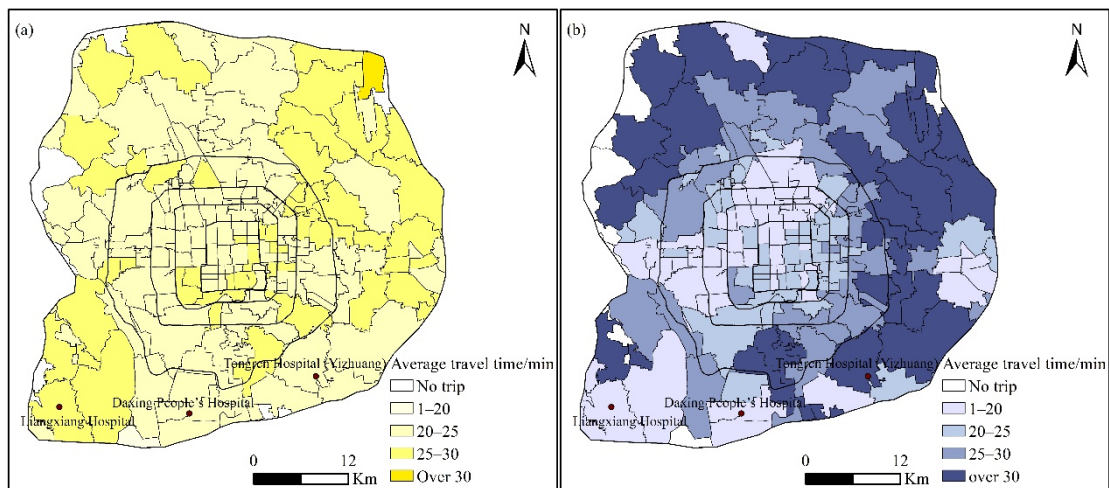 (a)
N
Tongren Hospital (Yizhuang)
Daxing People's Hospital
Liangxiang Hospital
Average travel time/min
No trip
1–20
20–25
25–30
Over 30
0 12
Km
(b)
N
Tongren Hospital (Yizhuang)
Daxing People's Hospital
Liangxiang Hospital
Average travel time/min
No trip
1–20
20–25
25–30
over 30
0 12
Km